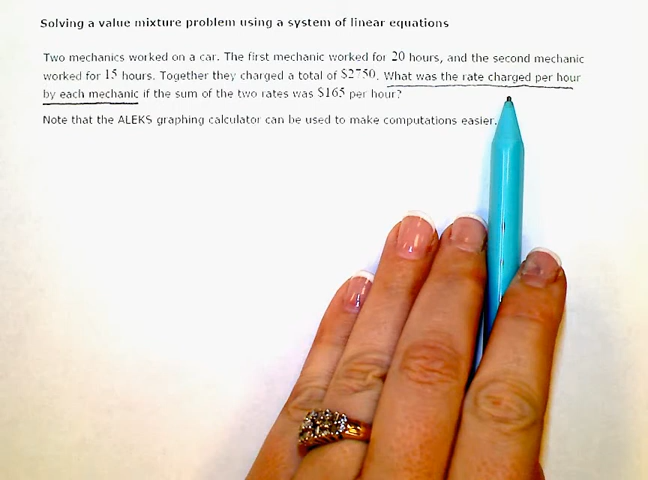 Solving a value mixture problem using a system of linear equations
Two mechanics worked on a car. The first mechanic worked for 20 hours, and the second mechanic
worked for 15 hours. Together they charged a total of $2750. What was the rate charged per hour
by each mechanic if the sum of the two rates was $165 per hour?
Note that the ALEKS graphing calculator can be used to make computations easier.